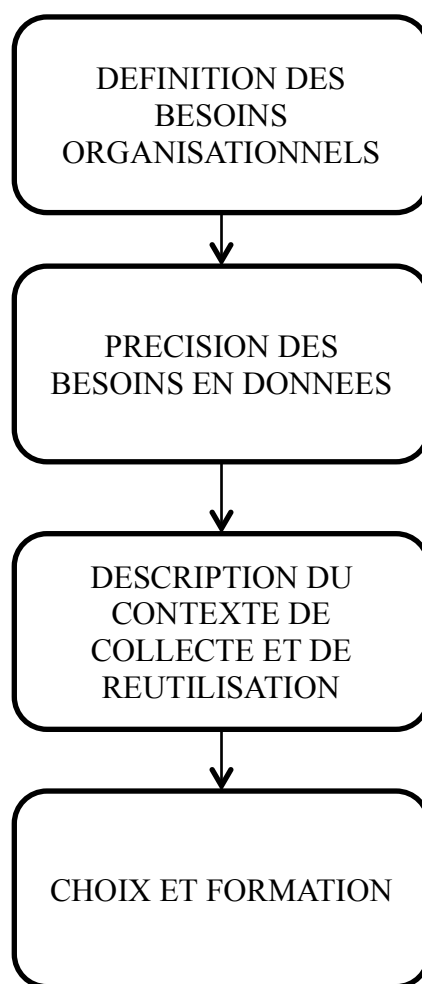 DEFINITION DES
BESOINS
ORGANISATIONNELS
PRECISION DES
BESOINS EN DONNEES
DESCRIPTION DU
CONTEXTE DE
COLLECTE ET DE
REUTILISATION
CHOIX ET FORMATION